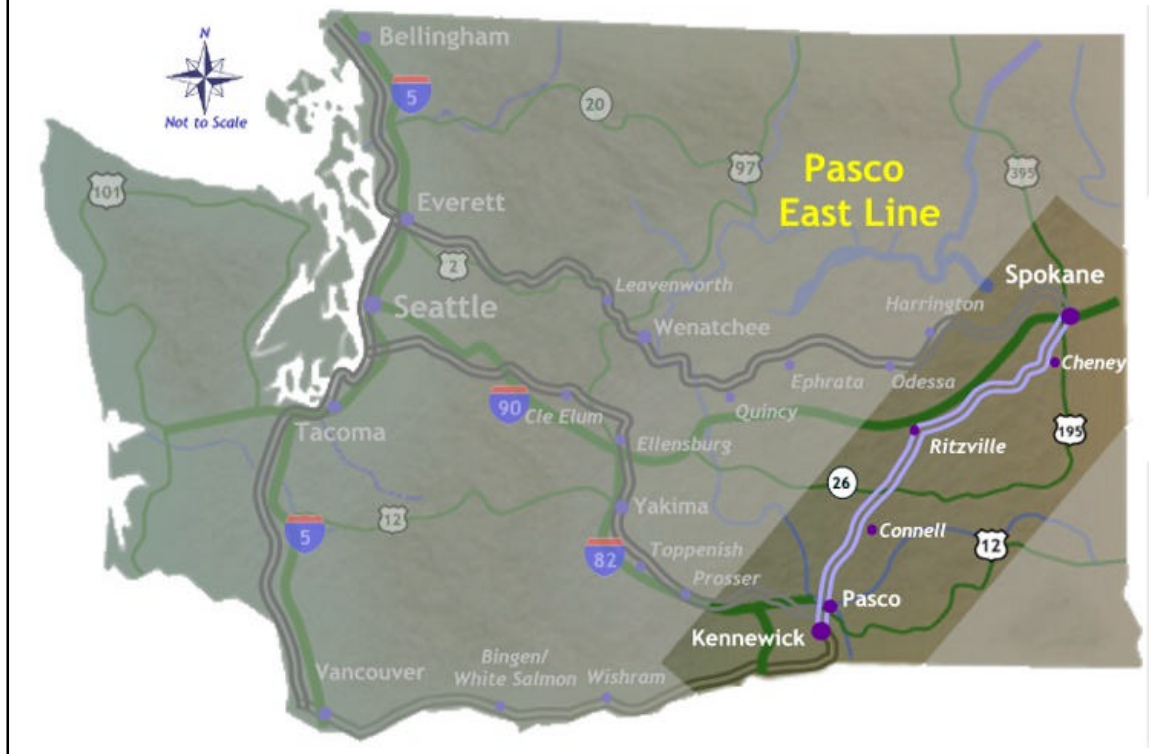 N
Not to Scale
Bellingham
5
20
97
395
101
Pasco
East Line
Everett
2
Spokane
Leavenworth
Harrington
Seattle
Wenatchee
Cheney
Ephrata
Odessa
90
Cle Elum
Quincy
Tacoma
Ellensburg
Ritzville
195
26
Yakima
12
5
Connell
82
Toppenish
12
Prosser
Pasco
Kennewick
Vancouver
Bingen/
White Salmon
Wishram